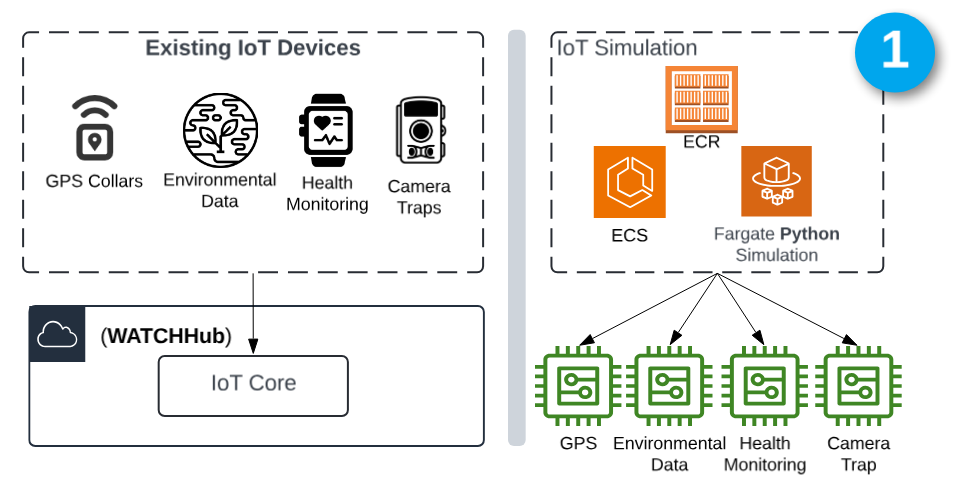 Existing IoT Devices
GPS Collars
Environmental
Data
Health
Monitoring
Camera
Traps
(WATCHHub)
IoT Core
IoT Simulation
1
ECR
ECS
Fargate Python
Simulation
GPS
Environmental
Data
Health
Monitoring
Camera
Trap